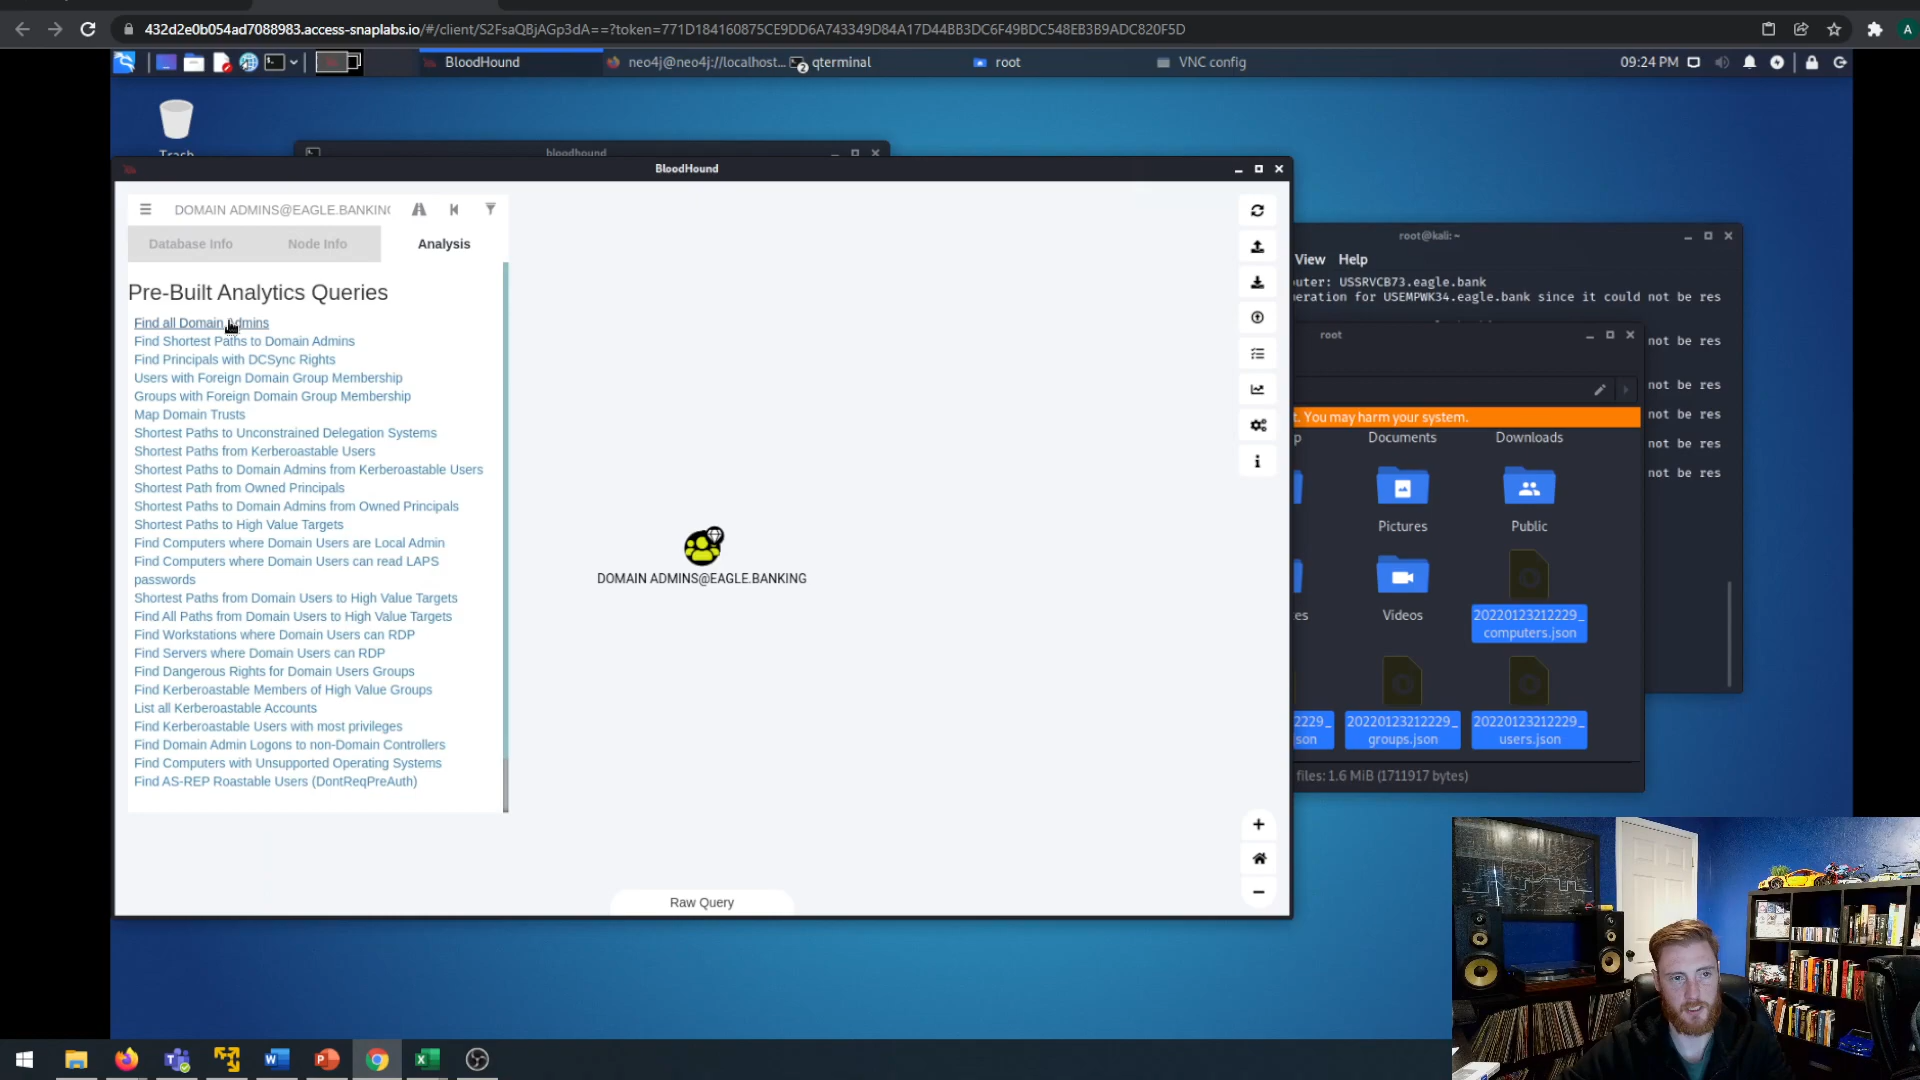 432d2e0b054ad7088983.access-snaplabs.io/#/client/S2FsaQBjAGp3dA==?token=771D184160875CE9DD6A743349D84A17D44BB3DC6F49BDC548EB3B9ADC820F5D
A
BloodHound
neo4j@neo4j://localhost...
qterminal
root
VNC config
09:24 PM
Trash
bloodhound
BloodHound
DOMAIN ADMINS@EAGLE.BANKING
Database Info
Node Info
Analysis
Pre-Built Analytics Queries
Find all Domain Admins
Find Shortest Paths to Domain Admins
Find Principals with DCSync Rights
Users with Foreign Domain Group Membership
Groups with Foreign Domain Group Membership
Map Domain Trusts
Shortest Paths to Unconstrained Delegation Systems
Shortest Paths from Kerberoastable Users
Shortest Paths to Domain Admins from Kerberoastable Users
Shortest Path from Owned Principals
Shortest Paths to Domain Admins from Owned Principals
Shortest Paths to High Value Targets
Find Computers where Domain Users are Local Admin
Find Computers where Domain Users can read LAPS
passwords
Shortest Paths from Domain Users to High Value Targets
Find All Paths from Domain Users to High Value Targets
Find Workstations where Domain Users can RDP
Find Servers where Domain Users can RDP
Find Dangerous Rights for Domain Users Groups
Find Kerberoastable Members of High Value Groups
List all Kerberoastable Accounts
Find Kerberoastable Users with most privileges
Find Domain Admin Logons to non-Domain Controllers
Find Computers with Unsupported Operating Systems
Find AS-REP Roastable Users (DontReqPreAuth)
DOMAIN ADMINS@EAGLE.BANKING
Raw Query
root@kali: ~
View Help
uter: USSRVCB73.eagle.bank
eration for USEMPWK34.eagle.bank since it could not be res
not be res
not be res
not be res
not be res
not be res
root
t. You may harm your system.
p
Documents
Downloads
Pictures
Public
es
Videos
20220123212229_
computers.json
2229_
son
20220123212229_
groups.json
20220123212229_
users.json
files: 1.6 MiB (1711917 bytes)